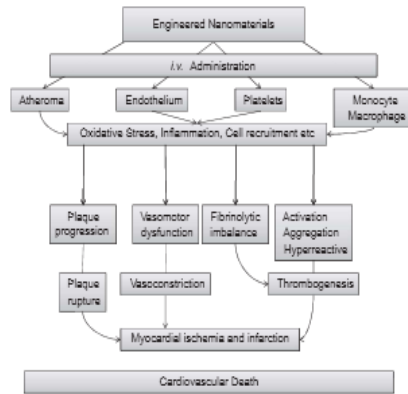 Engineered Nanomaterials
i.v. Administration
Atheroma
Endothelium
Platelets
Monocyte
Macrophage
Oxidative Stress, Inflammation, Cell recruitment etc
Plaque
progression
Vasomotor
dysfunction
Fibrinolytic
imbalance
Activation
Aggregation
Hyperreactive
Plaque
rupture
Vasoconstriction
Thrombogenesis
Myocardial ischemia and infarction
Cardiovascular Death